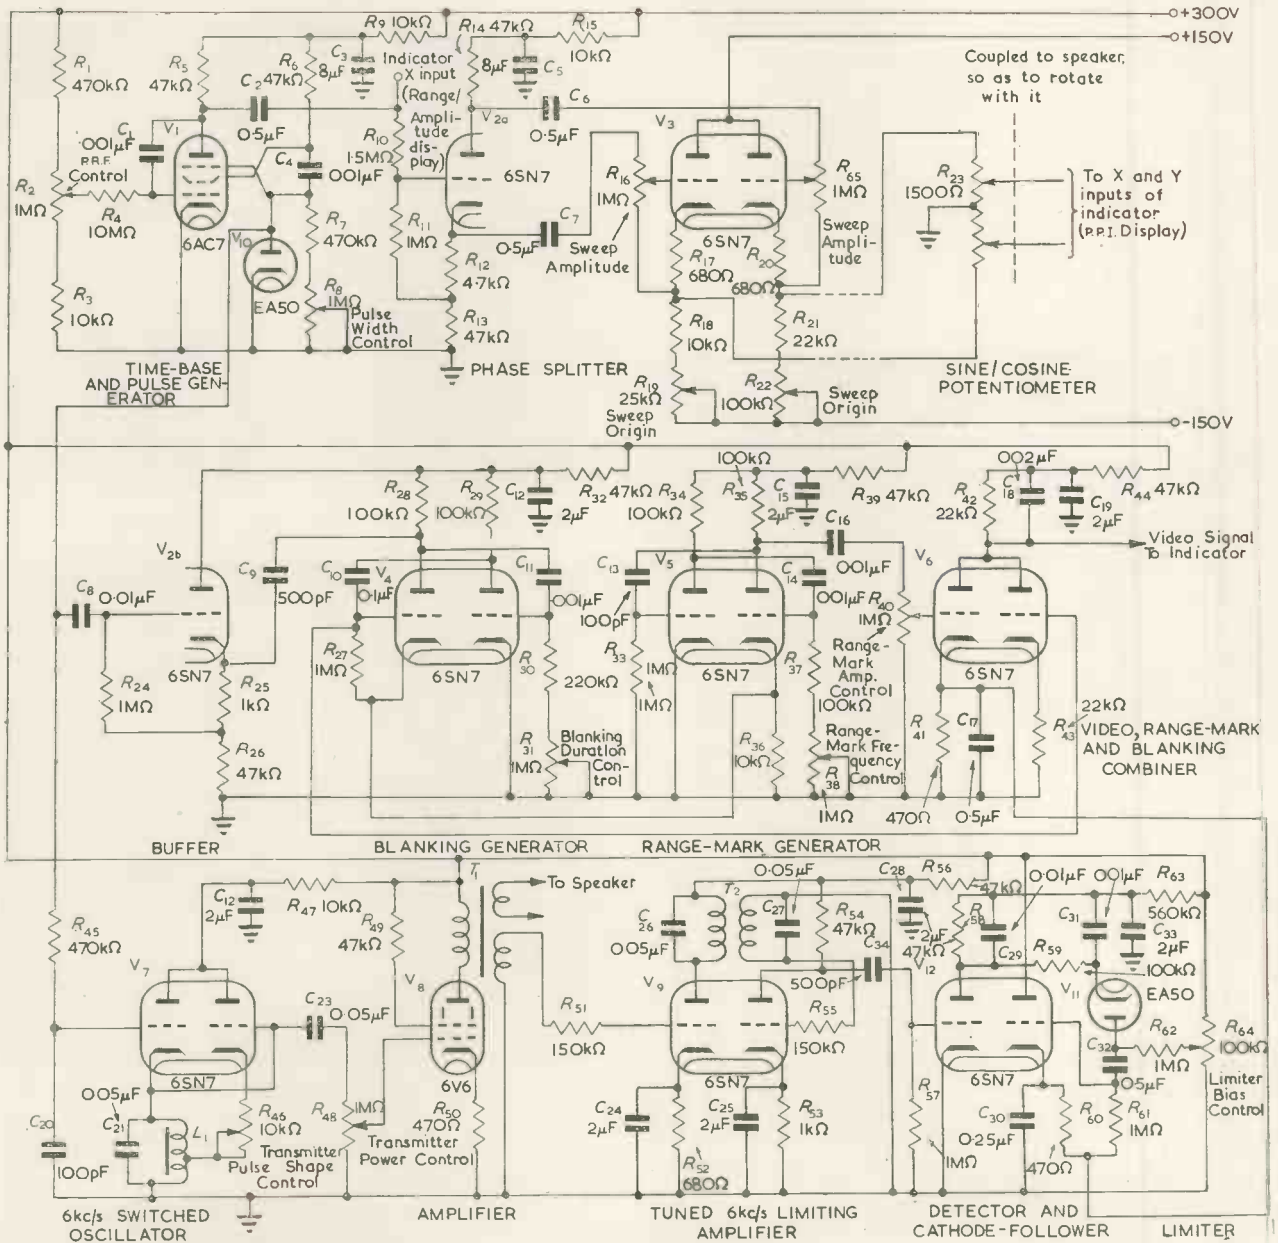 +300V
+150V
R1
470kΩ
R5
47kΩ
C2
0.5μF
R6
47kΩ
C3
8μF
R9 10kΩ
R14 47kΩ
R15
10kΩ
Indicator
X input
(Range/
Ampli-
tude
display)
8μF
C5
C6
0.5μF
Coupled to speaker,
so as to rotate
with it
C1
.001μF
P.R.F.
Control
V1
R2
1MΩ
R4
10MΩ
6AC7
C4
.001μF
R10
1.5MΩ
V2a
6SN7
V3
R16
1MΩ
R65
1MΩ
R23
1500Ω
To X and Y
inputs of
indicator
(P.P.I. Display)
V10
EA50
R7
470kΩ
R11
1MΩ
C7
0.5μF
Sweep
Amplitude
6SN7
R17
680Ω
R20
680Ω
Sweep
Ampli-
tude
R3
10kΩ
R8
1MΩ
Pulse
Width
Control
R12
4.7kΩ
R13
47kΩ
R18
10kΩ
R21
22kΩ
TIME-BASE
AND PULSE GEN-
ERATOR
PHASE SPLITTER
SINE/COSINE
POTENTIOMETER
R19
25kΩ
Sweep
Origin
R22
100kΩ
Sweep
Origin
-150V
R28
100kΩ
R29
100kΩ
C12
2μF
R32
47kΩ
R34
100kΩ
100kΩ
R35
C15
2μF
R39 47kΩ
R42
22kΩ
.002μF
C18
C19
2μF
R44
47kΩ
Video Signal
To Indicator
V2b
C8
0.01μF
C9
500pF
C10
0.1μF
V4
C11
.001μF
C13
100pF
V5
C14
.001μF
C16
0.01μF
V6
R40
1MΩ
Range-
Mark
Amp.
Control
6SN7
R24
1MΩ
R25
1kΩ
R26
47kΩ
R27
1MΩ
6SN7
R30
220kΩ
R31
1MΩ
Blanking
Duration Con-
trol
R33
1MΩ
6SN7
R36
10kΩ
R37
100kΩ
Range-
Mark Fre-
quency
Control
R38
1MΩ
6SN7
R41
470Ω
C17
0.5μF
R43
22kΩ
VIDEO, RANGE-MARK
AND BLANKING
COMBINER
BUFFER
BLANKING GENERATOR
RANGE-MARK GENERATOR
R45
470kΩ
C12
2μF
R47 10kΩ
R49
47kΩ
T1
To Speaker
T2
C26
0.05μF
C27
0.05μF
R54
47kΩ
C28
2μF
R56
47kΩ
R58
47kΩ
0.01μF
C29
C31
.001μF
R63
560kΩ
C33
2μF
V7
6SN7
C23
0.05μF
V8
6V6
R51
150kΩ
V9
6SN7
R55
150kΩ
C34
500pF
V12
6SN7
R59
100kΩ
V11
EA50
C32
0.5μF
R62
1MΩ
R64
100kΩ
Limiter
Bias
Control
C20
100pF
0.05μF
C21
L1
R46
10kΩ
Transmitter
Pulse Shape
Control
R48
1MΩ
Transmitter
Power Control
R50
470Ω
C24
2μF
R52
680Ω
C25
2μF
R53
1kΩ
R57
1MΩ
C30
0.25μF
R60
470Ω
R61
1MΩ
6kc/s SWITCHED
OSCILLATOR
AMPLIFIER
TUNED 6kc/s LIMITING
AMPLIFIER
DETECTOR AND
CATHODE-FOLLOWER
LIMITER